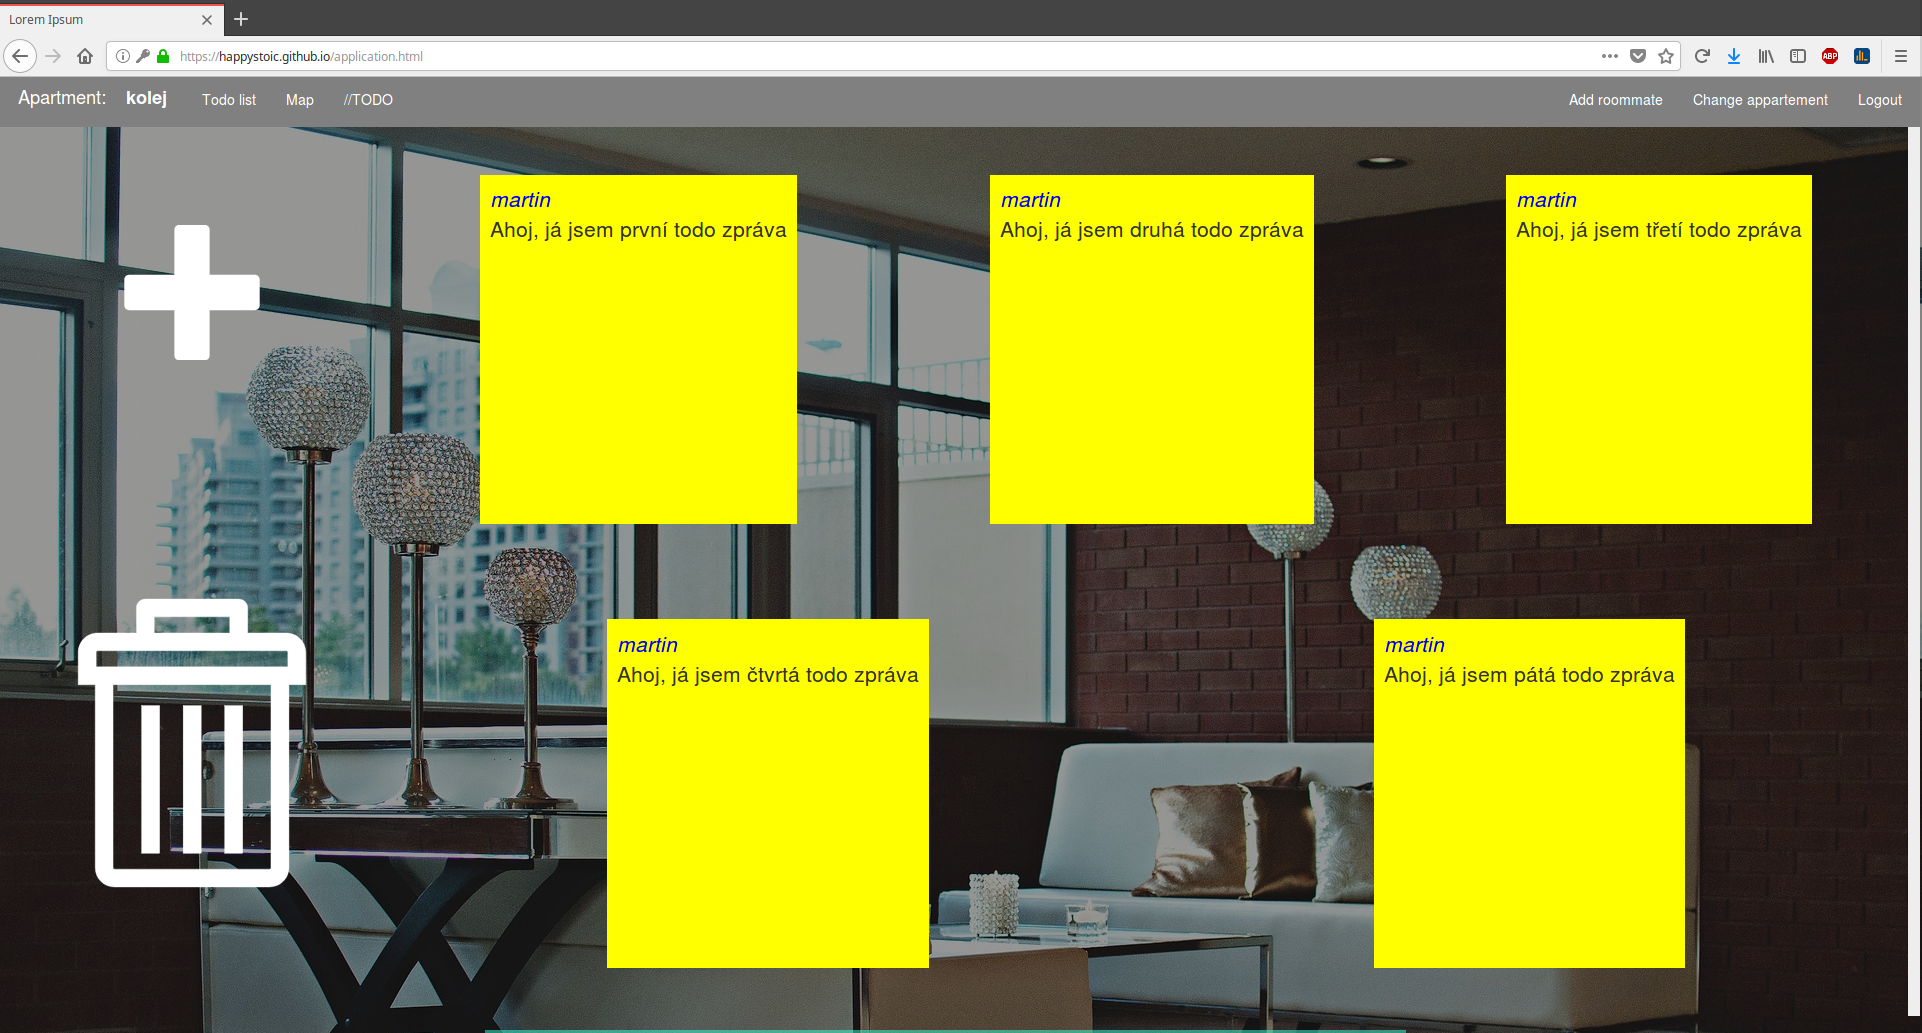 Lorem Ipsum
https://happystoic.github.io/application.html
ABP
Apartment: kolej Todo list Map //TODO Add roommate Change appartement Logout
martin
Ahoj, já jsem první todo zpráva
martin
Ahoj, já jsem druhá todo zpráva
martin
Ahoj, já jsem třetí todo zpráva
martin
Ahoj, já jsem čtvrtá todo zpráva
martin
Ahoj, já jsem pátá todo zpráva